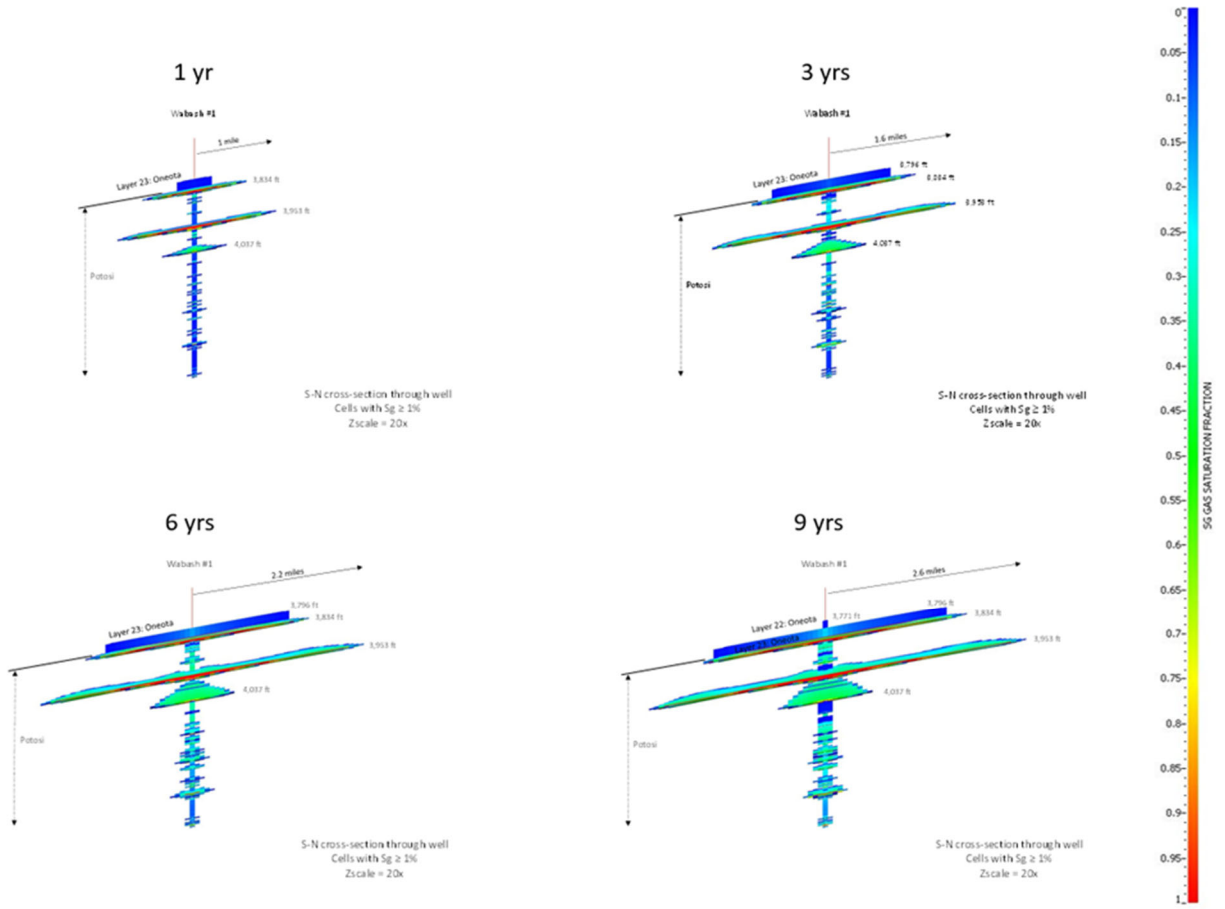 1 yr
Wabash #1
1 mile
Layer 23: Oneota
3,834 ft
3,953 ft
4,037 ft
Potosi
S-N cross-section through well
Cells with Sg ≥ 1%
Zscale = 20x
3 yrs
Wabash #1
1.6 miles
Layer 23: Oneota
4,037 ft
Potosi
S-N cross-section through well
Cells with Sg ≥ 1%
Zscale = 20x
6 yrs
Wabash #1
2.2 miles
Layer 23: Oneota
3,796 ft
3,834 ft
3,953 ft
4,037 ft
Potosi
S-N cross-section through well
Cells with Sg ≥ 1%
Zscale = 20x
9 yrs
Wabash #1
2.6 miles
Layer 22: Oneota
Layer 23: Oneota
3,771 ft
3,796 ft
3,834 ft
3,953 ft
4,037 ft
Potosi
S-N cross-section through well
Cells with Sg ≥ 1%
Zscale = 20x
0
0.05
0.1
0.15
0.2
0.25
0.3
0.35
0.4
0.45
0.5
0.55
0.6
0.65
0.7
0.75
0.8
0.85
0.9
0.95
1
SG GAS SATURATION FRACTION